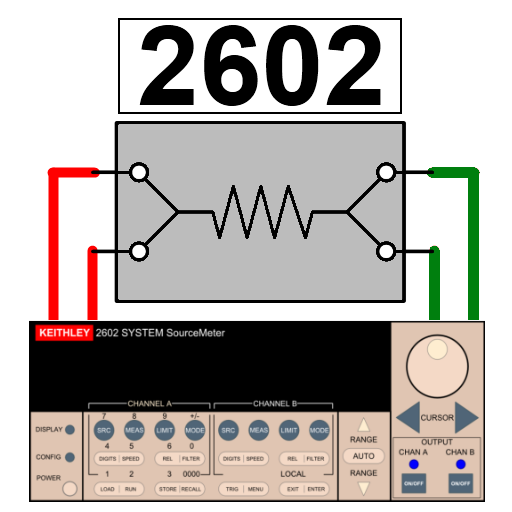 2602
KEITHLEY 2602 SYSTEM SourceMeter
CHANNEL A CHANNEL B
7 8 9 +/-
DISPLAY SRC MEAS LIMIT MODE SRC MEAS LIMIT MODE
4 5 6 0
RANGE
CONFIG DIGITS SPEED REL FILTER DIGITS SPEED REL FILTER AUTO
1 2 3 0000 LOCAL
RANGE
POWER LOAD RUN STORE RECALL TRIG MENU EXIT ENTER
CURSOR
OUTPUT
CHAN A CHAN B
ON/OFF ON/OFF